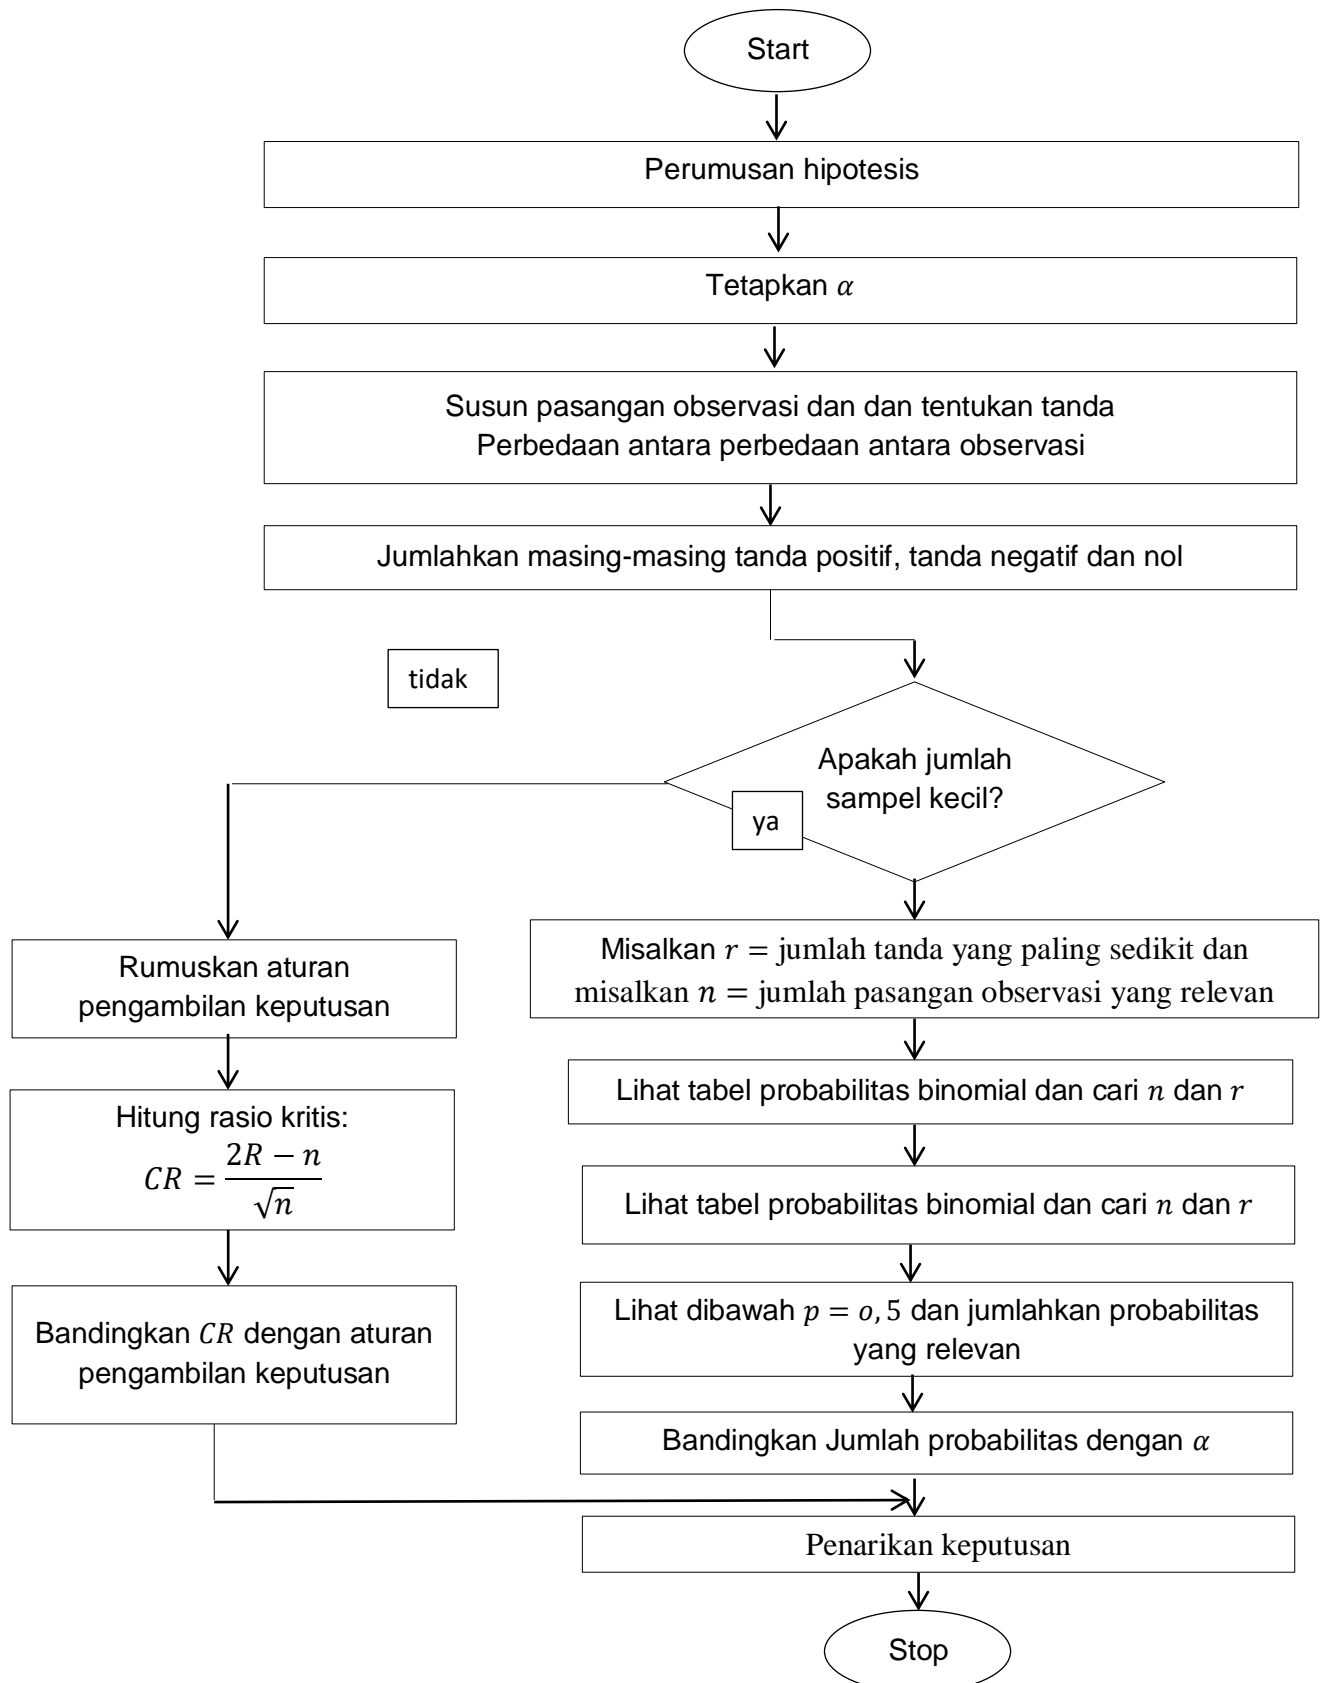 Start
Perumusan hipotesis
Tetapkan α
Susun pasangan observasi dan dan tentukan tanda
Perbedaan antara perbedaan antara observasi
Jumlahkan masing-masing tanda positif, tanda negatif dan nol
tidak
Apakah jumlah
sampel kecil?
ya
Rumuskan aturan
pengambilan keputusan
Hitung rasio kritis:
CR = \frac{2R − n}{\sqrt{n}}
Bandingkan CR dengan aturan
pengambilan keputusan
Misalkan r = jumlah tanda yang paling sedikit dan
misalkan n = jumlah pasangan observasi yang relevan
Lihat tabel probabilitas binomial dan cari n dan r
Lihat tabel probabilitas binomial dan cari n dan r
Lihat dibawah p = o, 5 dan jumlahkan probabilitas
yang relevan
Bandingkan Jumlah probabilitas dengan α
Penarikan keputusan
Stop